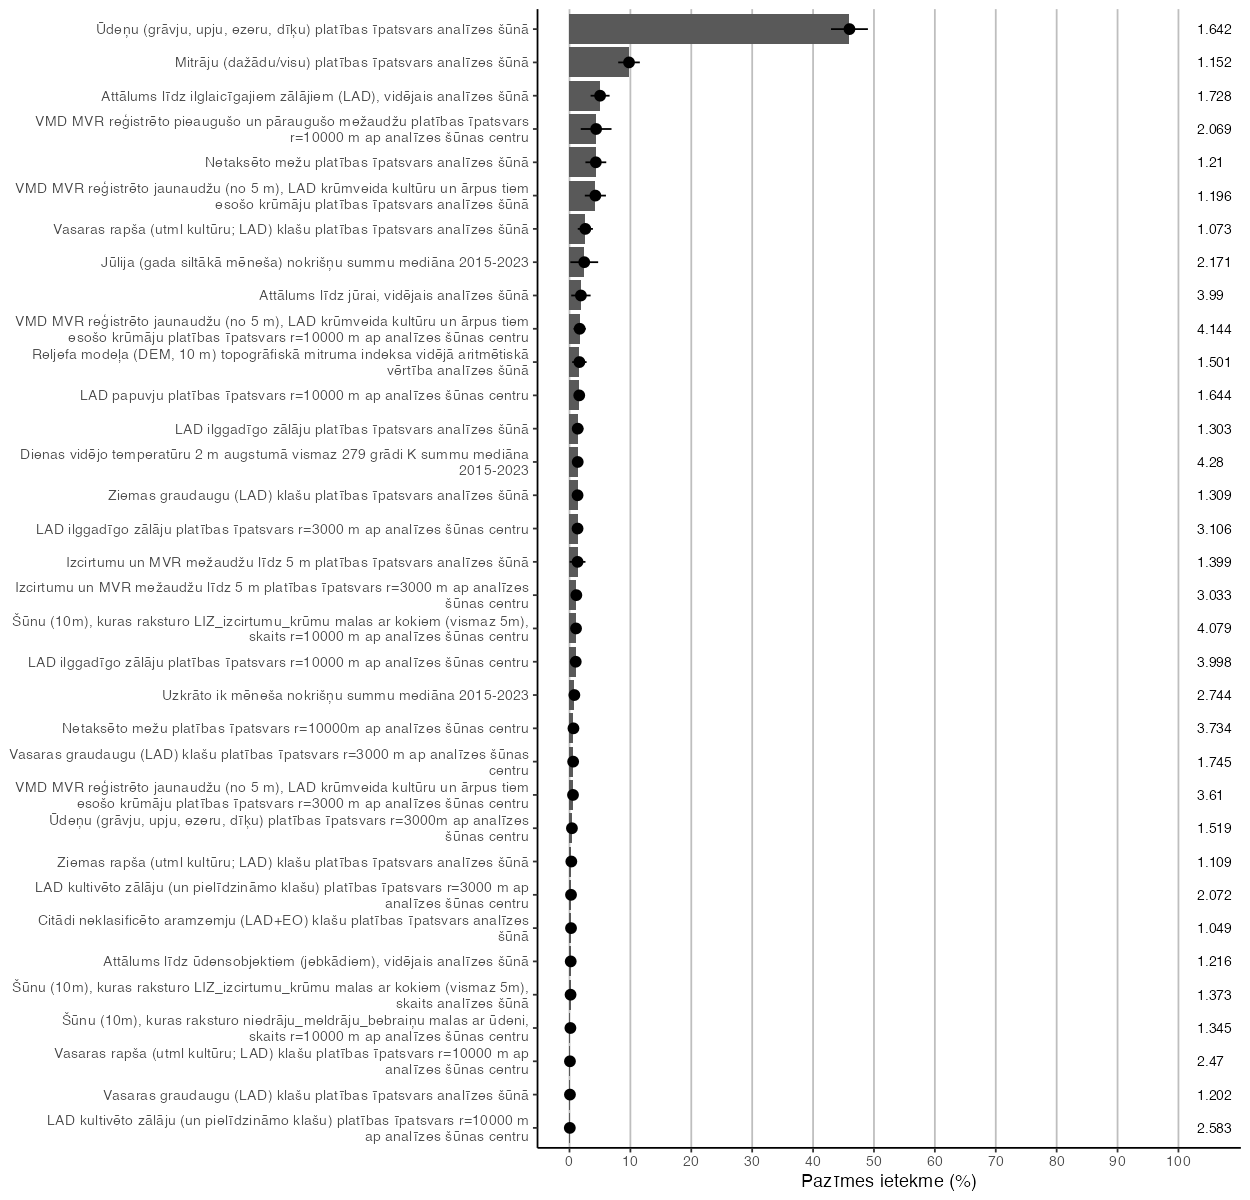 Ūdeņu (grāvju, upju, ezeru, dīķu) platības īpatsvars analīzes šūnā 1.642
Mitrāju (dažādu/visu) platības īpatsvars analīzes šūnā 1.152
Attālums līdz ilglaicīgajiem zālājiem (LAD), vidējais analīzes šūnā 1.728
VMD MVR reģistrēto pieaugušo un pāraugušo mežaudžu platības īpatsvars
r=10000 m ap analīzes šūnas centru 2.069
Netaksēto mežu platības īpatsvars analīzes šūnā 1.21
VMD MVR reģistrēto jaunaudžu (no 5 m), LAD krūmveida kultūru un ārpus tiem
esošo krūmāju platības īpatsvars analīzes šūnā 1.196
Vasaras rapša (utml kultūru; LAD) klašu platības īpatsvars analīzes šūnā 1.073
Jūlija (gada siltākā mēneša) nokrišņu summu mediāna 2015-2023 2.171
Attālums līdz jūrai, vidējais analīzes šūnā 3.99
VMD MVR reģistrēto jaunaudžu (no 5 m), LAD krūmveida kultūru un ārpus tiem
esošo krūmāju platības īpatsvars r=10000 m ap analīzes šūnas centru 4.144
Reljefa modeļa (DEM, 10 m) topogrāfiskā mitruma indeksa vidējā aritmētiskā
vērtība analīzes šūnā 1.501
LAD papuvju platības īpatsvars r=10000 m ap analīzes šūnas centru 1.644
LAD ilggadīgo zālāju platības īpatsvars analīzes šūnā 1.303
Dienas vidējo temperatūru 2 m augstumā vismaz 279 grādi K summu mediāna
2015-2023 4.28
Ziemas graudaugu (LAD) klašu platības īpatsvars analīzes šūnā 1.309
LAD ilggadīgo zālāju platības īpatsvars r=3000 m ap analīzes šūnas centru 3.106
Izcirtumu un MVR mežaudžu līdz 5 m platības īpatsvars analīzes šūnā 1.399
Izcirtumu un MVR mežaudžu līdz 5 m platības īpatsvars r=3000 m ap analīzes
šūnas centru 3.033
Šūnu (10m), kuras raksturo LIZ_izcirtumu_krūmu malas ar kokiem (vismaz 5m),
skaits r=10000 m ap analīzes šūnas centru 4.079
LAD ilggadīgo zālāju platības īpatsvars r=10000 m ap analīzes šūnas centru 3.998
Uzkrāto ik mēneša nokrišņu summu mediāna 2015-2023 2.744
Netaksēto mežu platības īpatsvars r=10000m ap analīzes šūnas centru 3.734
Vasaras graudaugu (LAD) klašu platības īpatsvars r=3000 m ap analīzes šūnas
centru 1.745
VMD MVR reģistrēto jaunaudžu (no 5 m), LAD krūmveida kultūru un ārpus tiem
esošo krūmāju platības īpatsvars r=3000 m ap analīzes šūnas centru 3.61
Ūdeņu (grāvju, upju, ezeru, dīķu) platības īpatsvars r=3000m ap analīzes
šūnas centru 1.519
Ziemas rapša (utml kultūru; LAD) klašu platības īpatsvars analīzes šūnā 1.109
LAD kultivēto zālāju (un pielīdzināmo klašu) platības īpatsvars r=3000 m ap
analīzes šūnas centru 2.072
Citādi neklasificēto aramzemju (LAD+EO) klašu platības īpatsvars analīzes
šūnā 1.049
Attālums līdz ūdensobjektiem (jebkādiem), vidējais analīzes šūnā 1.216
Šūnu (10m), kuras raksturo LIZ_izcirtumu_krūmu malas ar kokiem (vismaz 5m),
skaits analīzes šūnā 1.373
Šūnu (10m), kuras raksturo niedrāju_meldrāju_bebraiņu malas ar ūdeni,
skaits r=10000 m ap analīzes šūnas centru 1.345
Vasaras rapša (utml kultūru; LAD) klašu platības īpatsvars r=10000 m ap
analīzes šūnas centru 2.47
Vasaras graudaugu (LAD) klašu platības īpatsvars analīzes šūnā 1.202
LAD kultivēto zālāju (un pielīdzināmo klašu) platības īpatsvars r=10000 m
ap analīzes šūnas centru 2.583
0 10 20 30 40 50 60 70 80 90 100
Pazīmes ietekme (%)